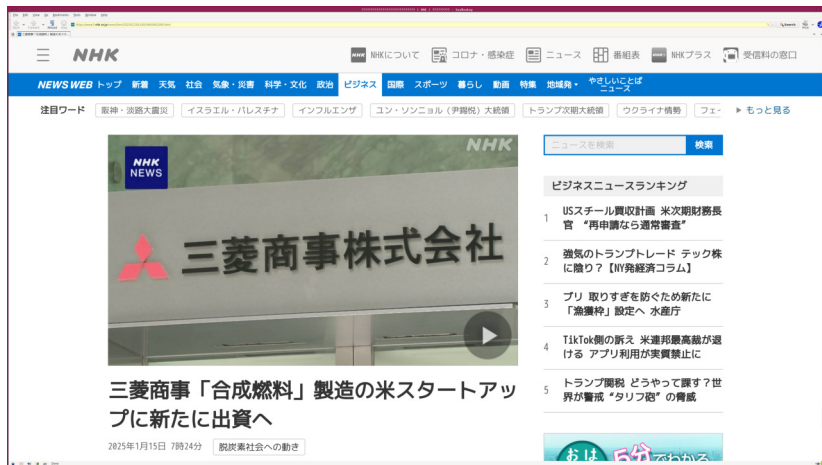 NHK
NHKについて
コロナ・感染症
ニュース
番組表
NHKプラス
受信料の窓口
NEWS WEB トップ 新着 天気 社会 気象・災害 科学・文化 政治 ビジネス 国際 スポーツ 暮らし 動画 特集 地域発 やさしいことば
ニュース
注目ワード 阪神・淡路大震災 イスラエル・パレスチナ インフルエンザ ユン・ソンニョル (尹錫悦) 大統領 トランプ次期大統領 ウクライナ情勢 フェ もっと見る
NHK
NEWS
NHK
三菱商事株式会社
三菱商事「合成燃料」製造の米スタートアッ
プに新たに出資へ
2025年1月15日 7時24分 脱炭素社会への動き
ニュースを検索 検索
ビジネスニュースランキング
1 USスチール買収計画 米次期財務長
官 “再申請なら通常審査”
2 強気のトランプトレード テック株
に陰り?【NY発経済コラム】
3 ブリ 取りすぎを防ぐため新たに
「漁獲枠」設定へ 水産庁
4 TikTok側の訴え 米連邦最高裁が退
ける アプリ利用が実質禁止に
5 トランプ関税 どうやって課す?世
界が警戒“タリフ砲”の脅威
おは 5分でわかる